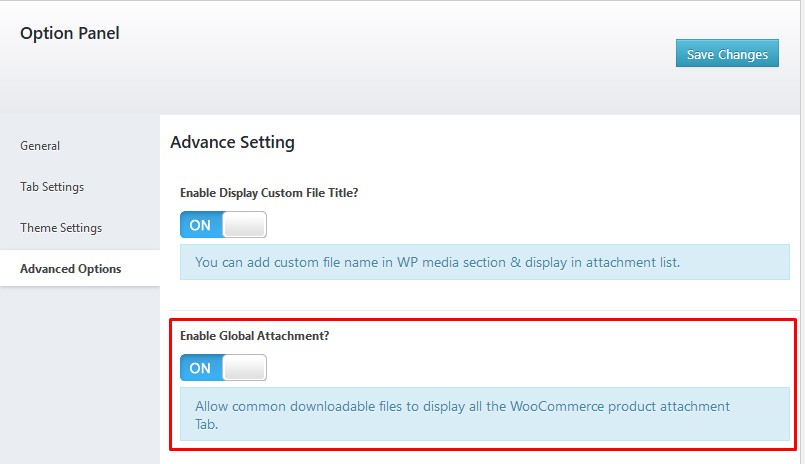 Option Panel
Save Changes
General
Tab Settings
Theme Settings
Advanced Options
Advance Setting
Enable Display Custom File Title?
ON
You can add custom file name in WP media section & display in attachment list.
Enable Global Attachment?
ON
Allow common downloadable files to display all the WooCommerce product attachment
Tab.